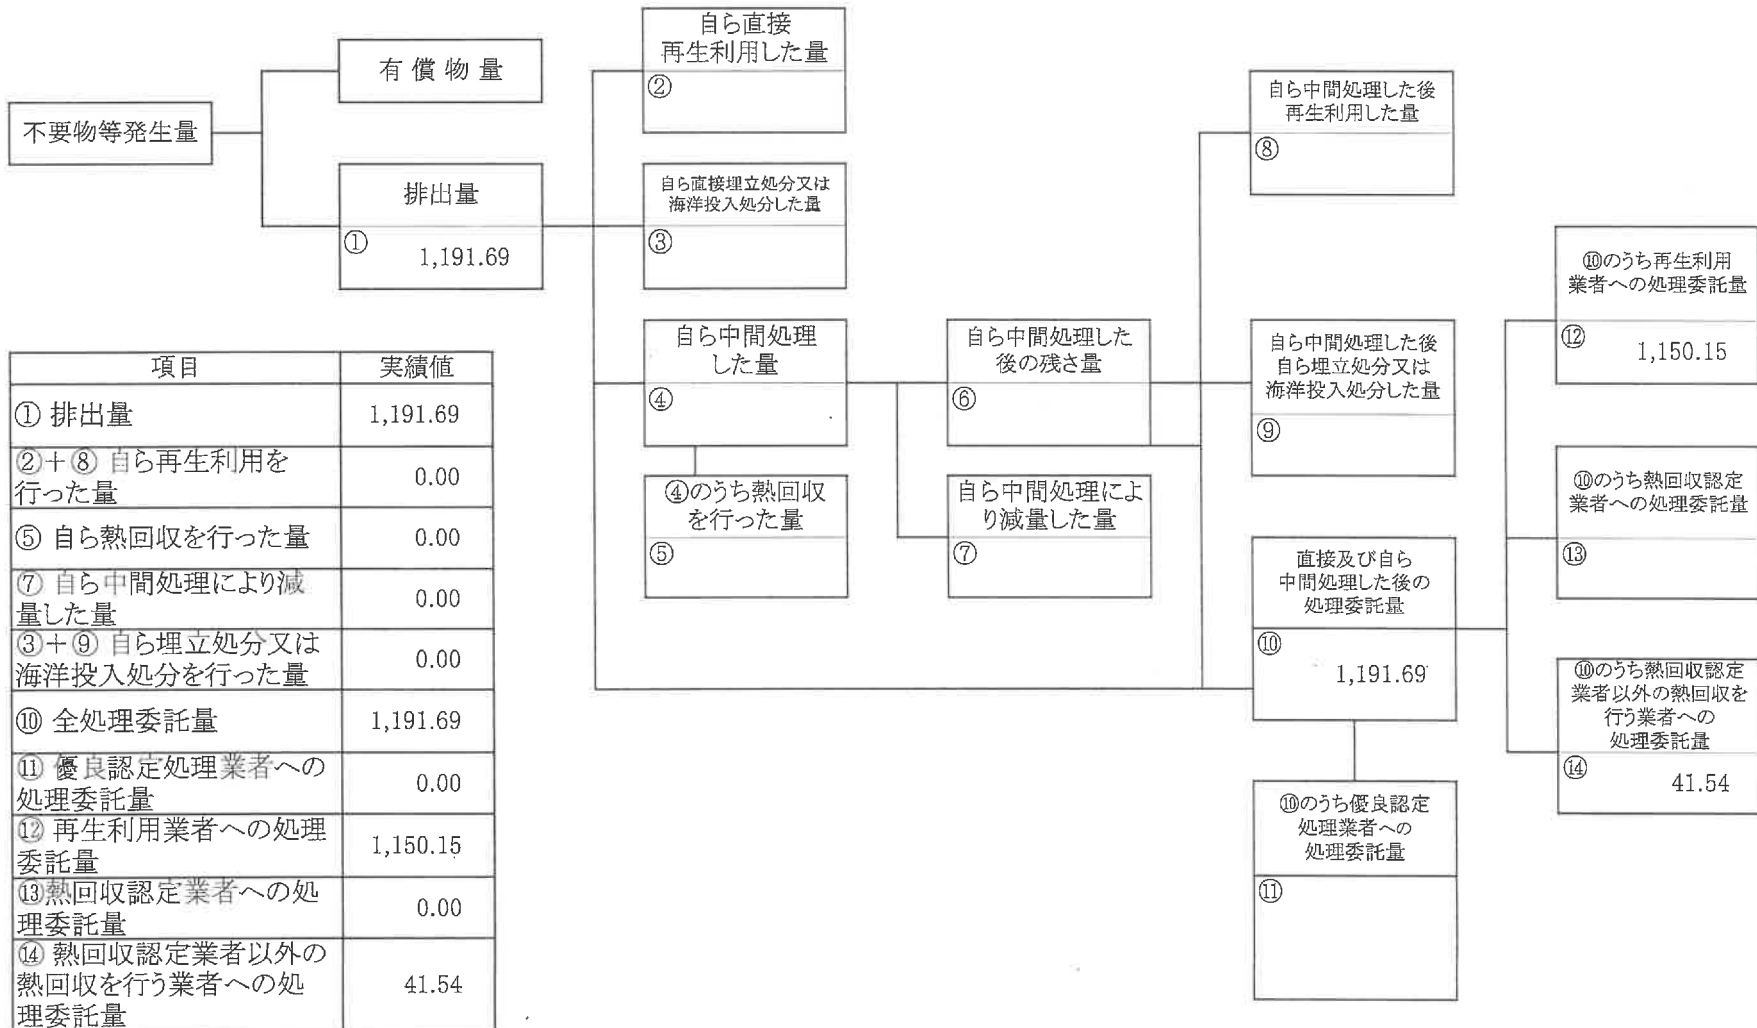 不要物等発生量
有償物量
排出量
①
1,191.69
自ら直接
再生利用した量
②
自ら直接埋立処分又は
海洋投入処分した量
③
自ら中間処理
した量
④
④のうち熱回収
を行った量
⑤
自ら中間処理した
後の残さ量
⑥
自ら中間処理によ
り減量した量
⑦
自ら中間処理した後
再生利用した量
⑧
自ら中間処理した後
自ら埋立処分又は
海洋投入処分した量
⑨
直接及び自ら
中間処理した後の
処理委託量
⑩
1,191.69
⑩のうち優良認定
処理業者への
処理委託量
⑪
⑩のうち再生利用
業者への処理委託量
⑫
1,150.15
⑩のうち熱回収認定
業者への処理委託量
⑬
⑩のうち熱回収認定
業者以外の熱回収を
行う業者への
処理委託量
⑭
41.54
項目 実績値
① 排出量 1,191.69
②+⑧ 自ら再生利用を
行った量 0.00
⑤ 自ら熱回収を行った量 0.00
⑦ 自ら中間処理により減
量した量 0.00
③+⑨ 自ら埋立処分又は
海洋投入処分を行った量 0.00
⑩ 全処理委託量 1,191.69
⑪ 優良認定処理業者への
処理委託量 0.00
⑫ 再生利用業者への処理
委託量 1,150.15
⑬熱回収認定業者への処
理委託量 0.00
⑭ 熱回収認定業者以外の
熱回収を行う業者への処
理委託量 41.54